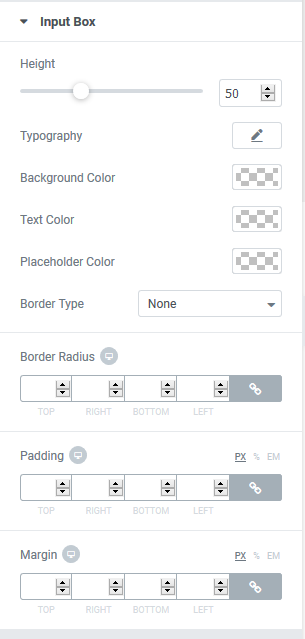 Input Box
Height
50
Typography
Background Color
Text Color
Placeholder Color
Border Type None
Border Radius
TOP RIGHT BOTTOM LEFT
Padding PX % EM
TOP RIGHT BOTTOM LEFT
Margin PX % EM
TOP RIGHT BOTTOM LEFT